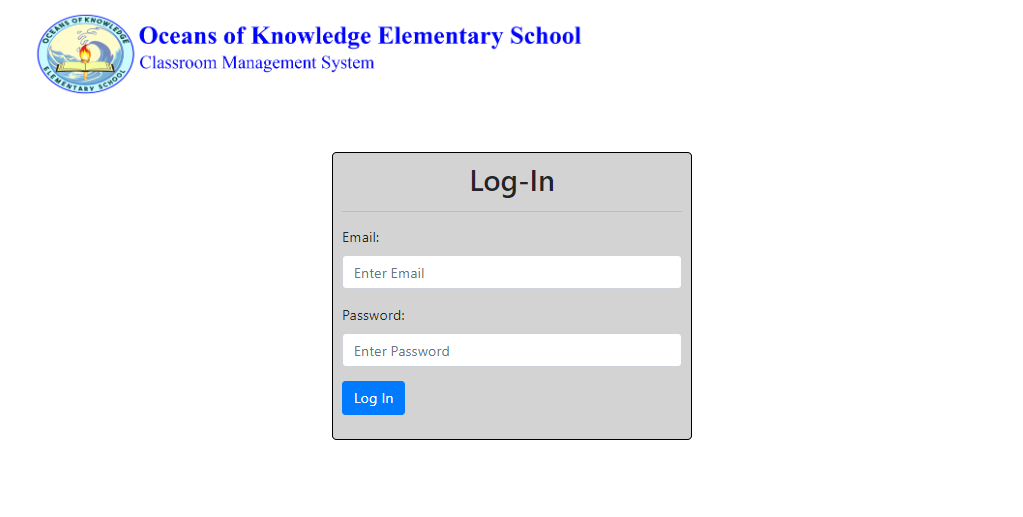 OCEANS OF KNOWLEDGE
ELEMENTARY SCHOOL
Oceans of Knowledge Elementary School
Classroom Management System
Log-In
Email:
Enter Email
Password:
Enter Password
Log In